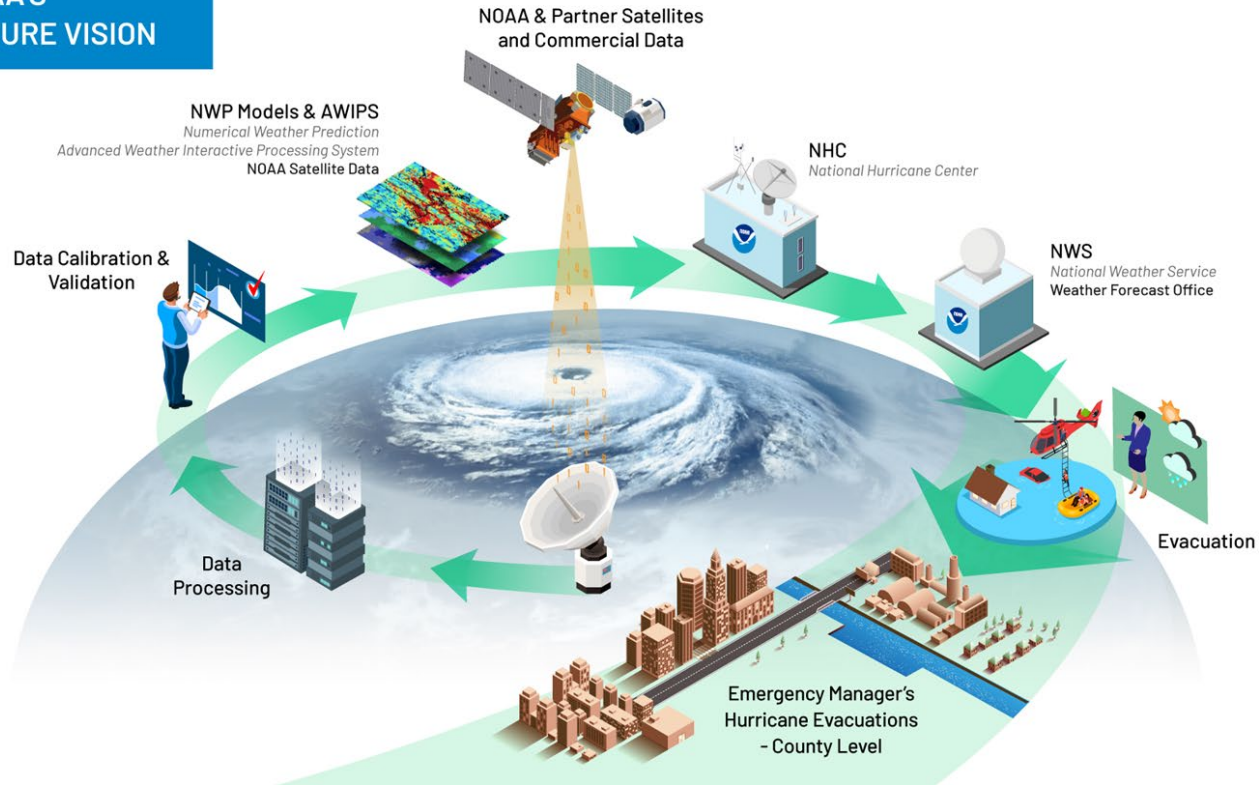 URE VISION
NOAA & Partner Satellites
and Commercial Data
NWP Models & AWIPS
Numerical Weather Prediction
Advanced Weather Interactive Processing System
NOAA Satellite Data
NHC
National Hurricane Center
Data Calibration &
Validation
NWS
National Weather Service
Weather Forecast Office
Evacuation
Data
Processing
Emergency Manager's
Hurricane Evacuations
- County Level